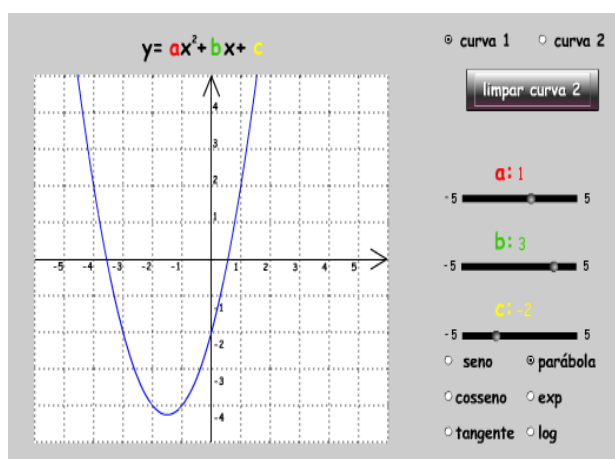 y= ax²+ bx+ c
curva 1 curva 2
limpar curva 2
a: 1
-5 5
b: 3
-5 5
c: -2
-5 5
seno parábola
cosseno exp
tangente log
4
2
1
-5 -4 -3 -2 -1 1 2 3 4 5
-1
-2
-3
-4